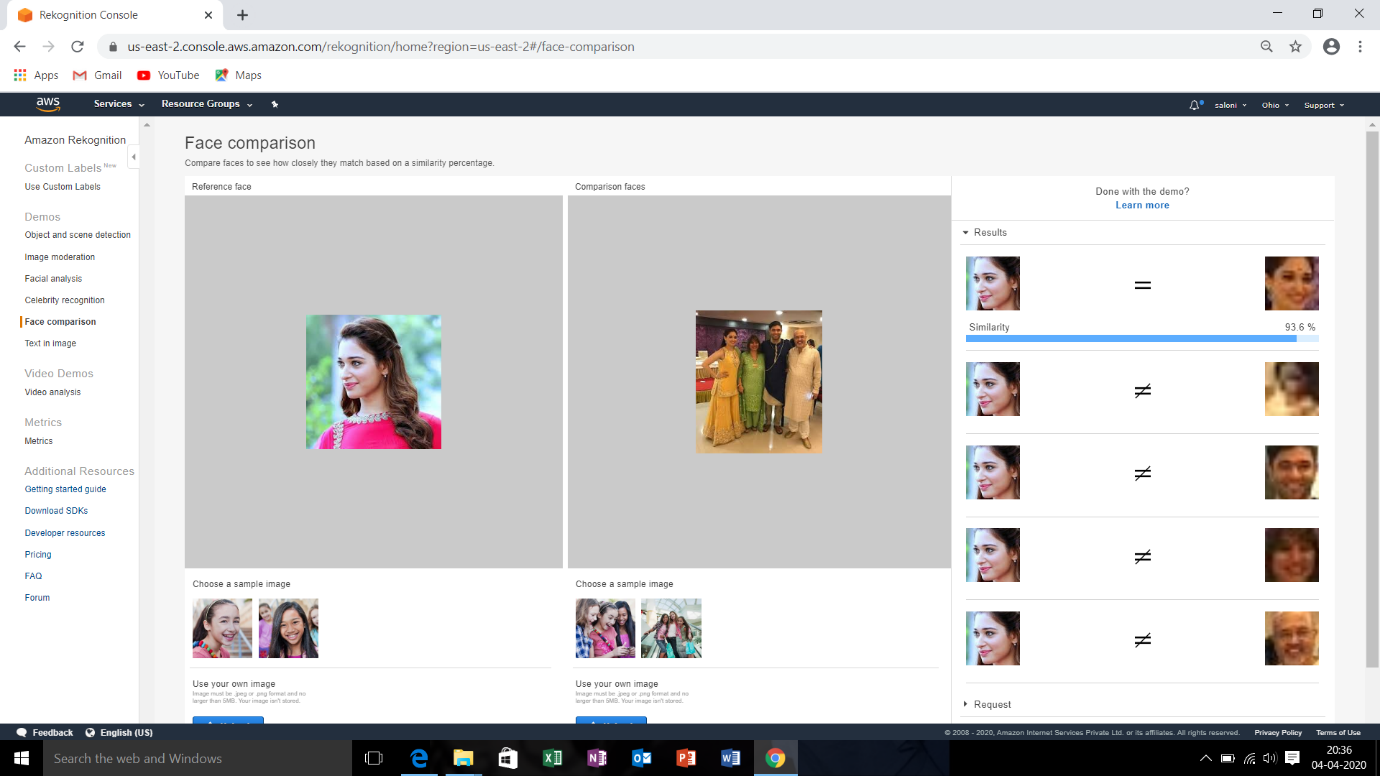 Rekognition Console
us-east-2.console.aws.amazon.com/rekognition/home?region=us-east-2#/face-comparison
Apps Gmail YouTube Maps
aws Services Resource Groups saloni Ohio Support
Amazon Rekognition
Custom Labels New
Use Custom Labels
Demos
Object and scene detection
Image moderation
Facial analysis
Celebrity recognition
Face comparison
Text in image
Video Demos
Video analysis
Metrics
Metrics
Additional Resources
Getting started guide
Download SDKs
Developer resources
Pricing
FAQ
Forum
Face comparison
Compare faces to see how closely they match based on a similarity percentage.
Reference face
Choose a sample image
Use your own image
Image must be .jpeg or .png format and no
larger than 5MB. Your image isn't stored.
Comparison faces
Choose a sample image
Use your own image
Image must be .jpeg or .png format and no
larger than 5MB. Your image isn't stored.
Done with the demo?
Learn more
Results
=
Similarity 93.6 %
≠
≠
≠
≠
Request
Feedback English (US) © 2008 - 2020, Amazon Internet Services Private Ltd. or its affiliates. All rights reserved. Privacy Policy Terms of Use
Search the web and Windows
20:36
04-04-2020